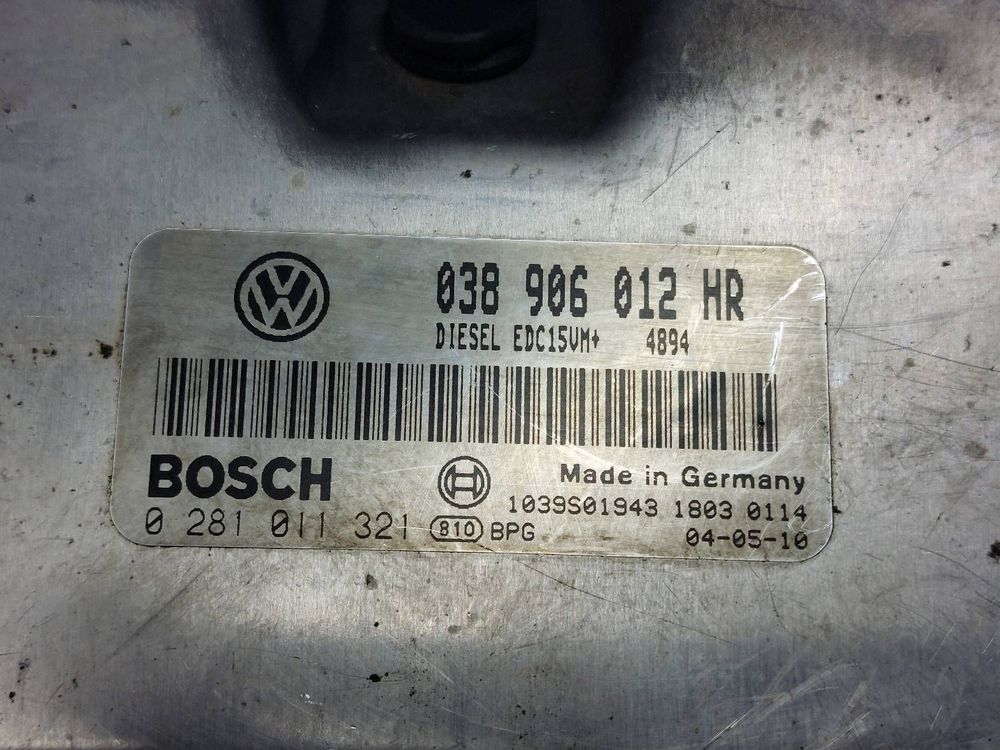 038 906 012 HR
DIESEL EDC15VM+ 4894
BOSCH
Made in Germany
1039S01943 1803 0114
0 281 011 321 810 BPG
04-05-10